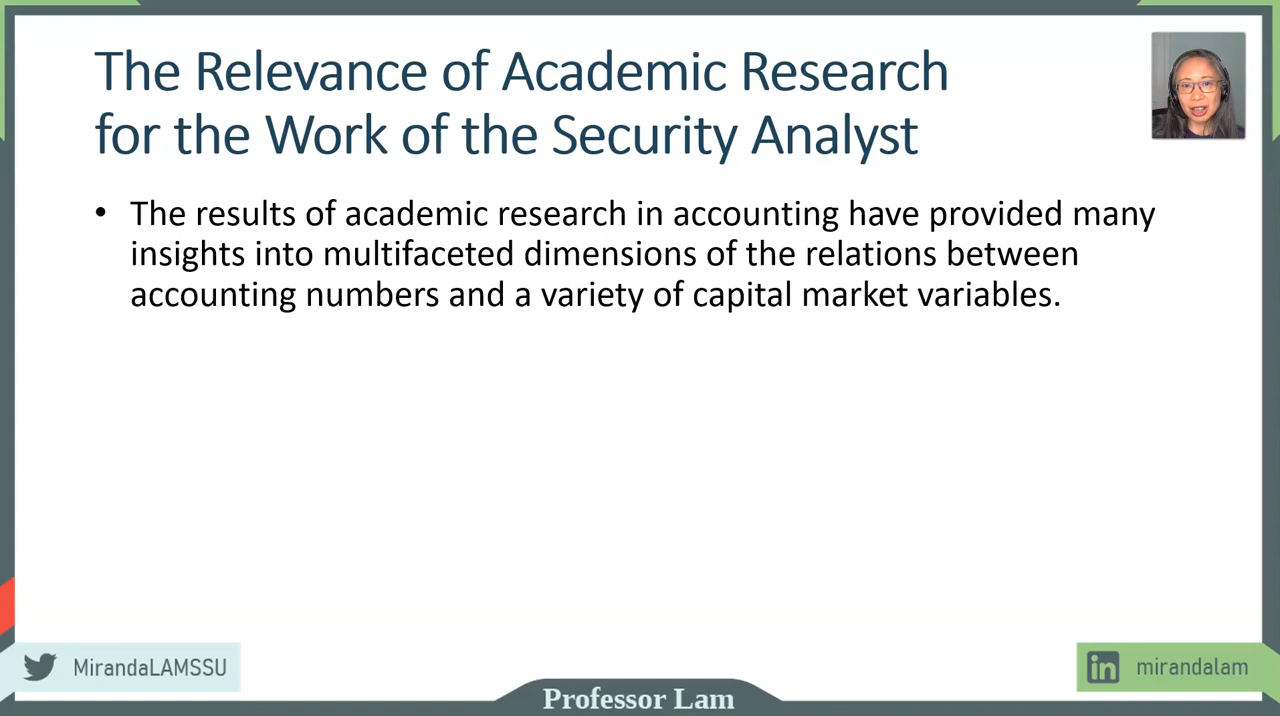 The Relevance of Academic Research
for the Work of the Security Analyst
• The results of academic research in accounting have provided many
insights into multifaceted dimensions of the relations between
accounting numbers and a variety of capital market variables.
MirandaLAMSSU
in mirandalam
Professor Lam